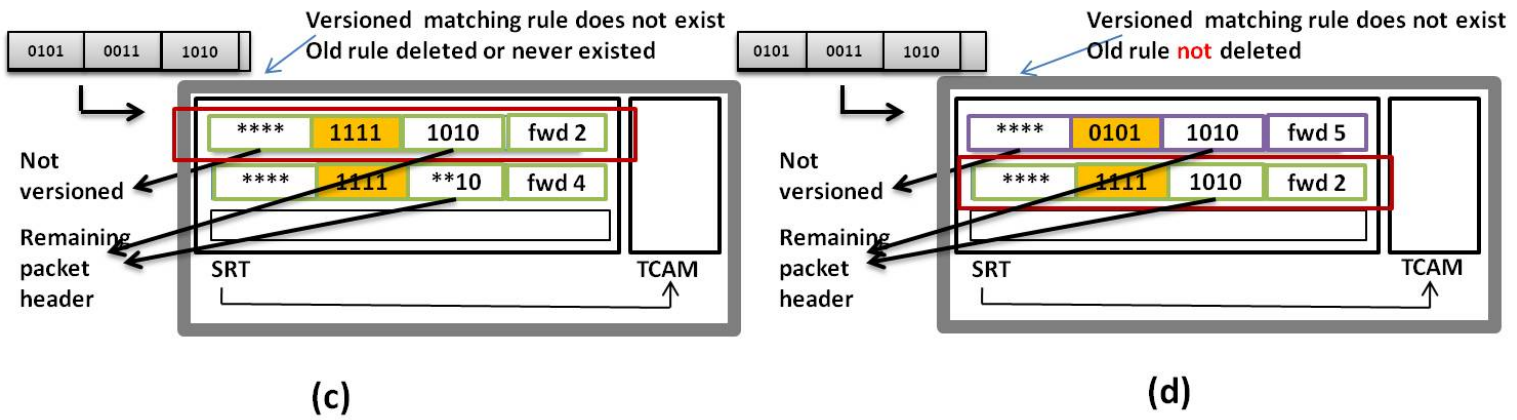 Versioned matching rule does not exist
Old rule deleted or never existed
0101 0011 1010
**** 1111 1010 fwd 2
**** 1111 **10 fwd 4
Not
versioned
Remaining
packet
header
SRT
TCAM
(c)
Versioned matching rule does not exist
Old rule not deleted
0101 0011 1010
**** 0101 1010 fwd 5
**** 1111 1010 fwd 2
Not
versioned
Remaining
packet
header
SRT
TCAM
(d)